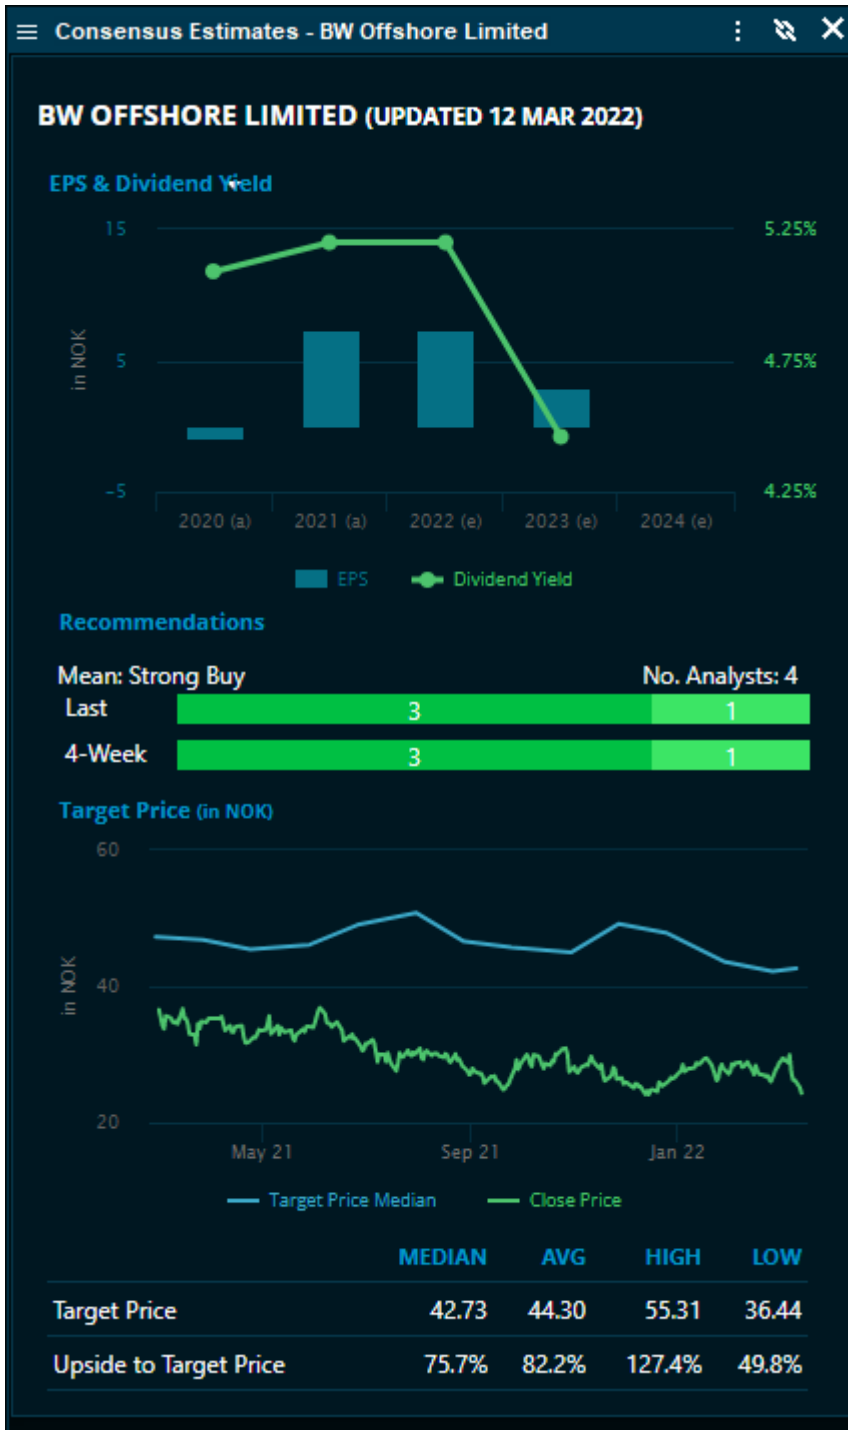 Consensus Estimates - BW Offshore Limited
BW OFFSHORE LIMITED (UPDATED 12 MAR 2022)
EPS & Dividend Yield
15
5.25%
in NOK
5
4.75%
-5
4.25%
2020 (a) 2021 (a) 2022 (e) 2023 (e) 2024 (e)
EPS Dividend Yield
Recommendations
Mean: Strong Buy No. Analysts: 4
Last 3 1
4-Week 3 1
Target Price (in NOK)
60
in NOK
40
20
May 21 Sep 21 Jan 22
Target Price Median Close Price
MEDIAN AVG HIGH LOW
Target Price 42.73 44.30 55.31 36.44
Upside to Target Price 75.7% 82.2% 127.4% 49.8%